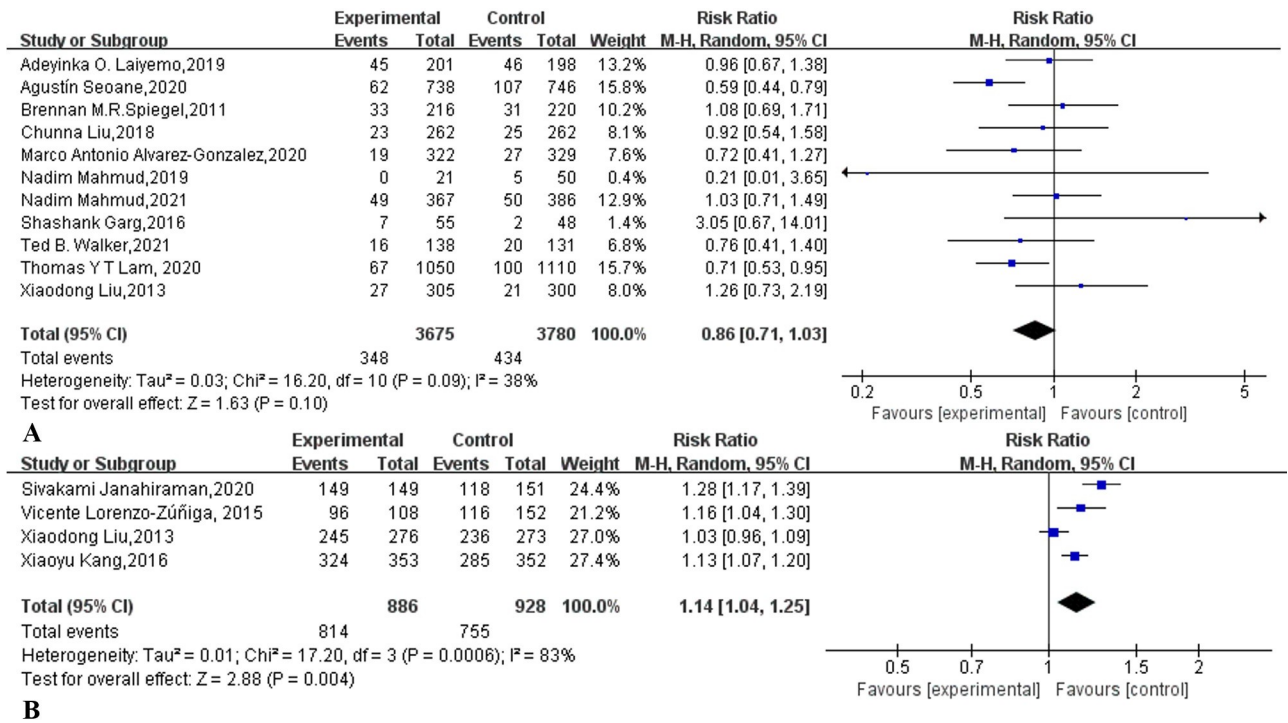 Experimental Control Risk Ratio Risk Ratio
Study or Subgroup Events Total Events Total Weight M-H, Random, 95% CI M-H, Random, 95% CI
Adeyinka O. Laiyemo,2019 45 201 46 198 13.2% 0.96 [0.67, 1.38]
Agustín Seoane,2020 62 738 107 746 15.8% 0.59 [0.44, 0.79]
Brennan M.R.Spiegel,2011 33 216 31 220 10.2% 1.08 [0.69, 1.71]
Chunna Liu,2018 23 262 25 262 8.1% 0.92 [0.54, 1.58]
Marco Antonio Alvarez-Gonzalez,2020 19 322 27 329 7.6% 0.72 [0.41, 1.27]
Nadim Mahmud,2019 0 21 5 50 0.4% 0.21 [0.01, 3.65]
Nadim Mahmud,2021 49 367 50 386 12.9% 1.03 [0.71, 1.49]
Shashank Garg,2016 7 55 2 48 1.4% 3.05 [0.67, 14.01]
Ted B. Walker,2021 16 138 20 131 6.8% 0.76 [0.41, 1.40]
Thomas Y T Lam, 2020 67 1050 100 1110 15.7% 0.71 [0.53, 0.95]
Xiaodong Liu,2013 27 305 21 300 8.0% 1.26 [0.73, 2.19]
Total (95% CI) 3675 3780 100.0% 0.86 [0.71, 1.03]
Total events 348 434
Heterogeneity: Tau² = 0.03; Chi² = 16.20, df = 10 (P = 0.09); I² = 38%
Test for overall effect: Z = 1.63 (P = 0.10)
0.2 0.5 1 2 5
Favours [experimental] Favours [control]
A
Experimental Control Risk Ratio Risk Ratio
Study or Subgroup Events Total Events Total Weight M-H, Random, 95% CI M-H, Random, 95% CI
Sivakami Janahiraman,2020 149 149 118 151 24.4% 1.28 [1.17, 1.39]
Vicente Lorenzo-Zúñiga, 2015 96 108 116 152 21.2% 1.16 [1.04, 1.30]
Xiaodong Liu,2013 245 276 236 273 27.0% 1.03 [0.96, 1.09]
Xiaoyu Kang,2016 324 353 285 352 27.4% 1.13 [1.07, 1.20]
Total (95% CI) 886 928 100.0% 1.14 [1.04, 1.25]
Total events 814 755
Heterogeneity: Tau² = 0.01; Chi² = 17.20, df = 3 (P = 0.0006); I² = 83%
Test for overall effect: Z = 2.88 (P = 0.004)
0.5 0.7 1 1.5 2
Favours [experimental] Favours [control]
B